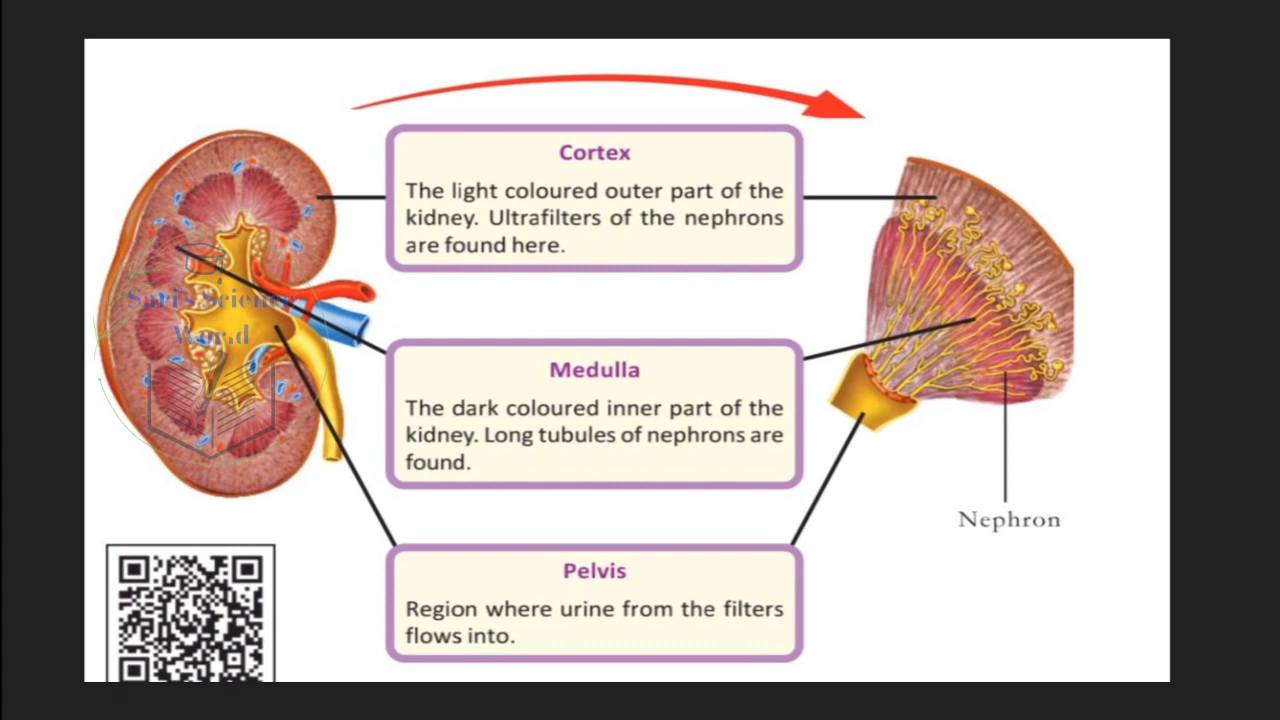 Cortex
The light coloured outer part of the
kidney. Ultrafilters of the nephrons
are found here.
Medulla
The dark coloured inner part of the
kidney. Long tubules of nephrons are
found.
Nephron
Pelvis
Region where urine from the filters
flows into.